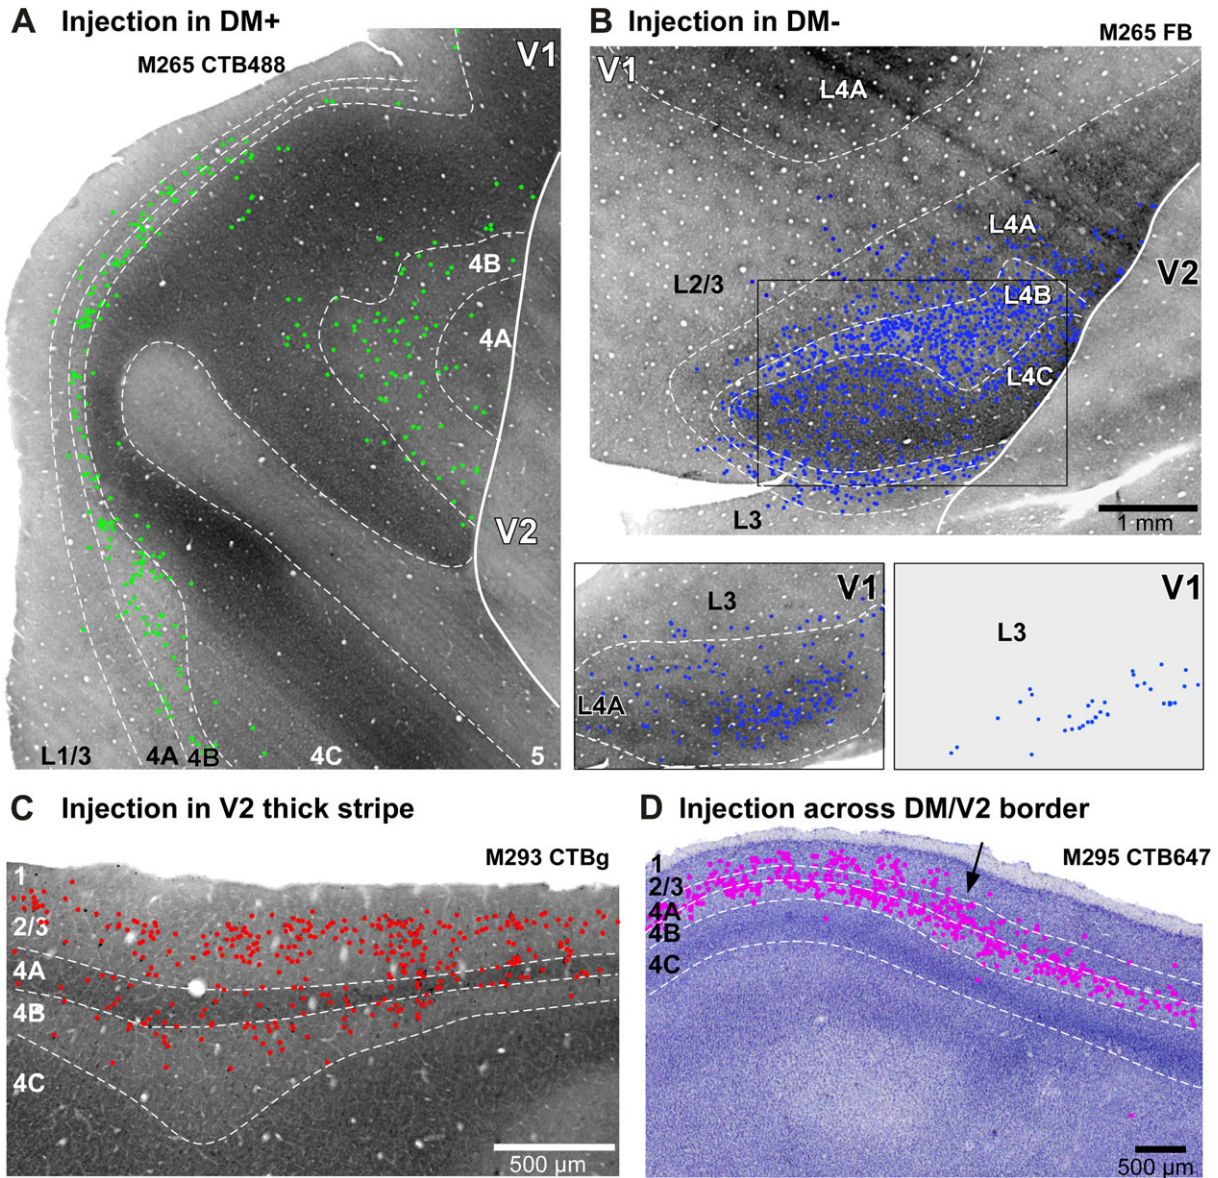 A Injection in DM+
M265 CTB488
V1
4B
4A
V2
L1/3 4A 4B 4C 5
B Injection in DM-
M265 FB
V1
L4A
L4A
V2
L2/3
L4B
L4C
L3
1 mm
V1
L3
L4A
V1
L3
C Injection in V2 thick stripe
M293 CTBg
1
2/3
4A
4B
4C
500 µm
D Injection across DM/V2 border
M295 CTB647
1
2/3
4A
4B
4C
500 µm